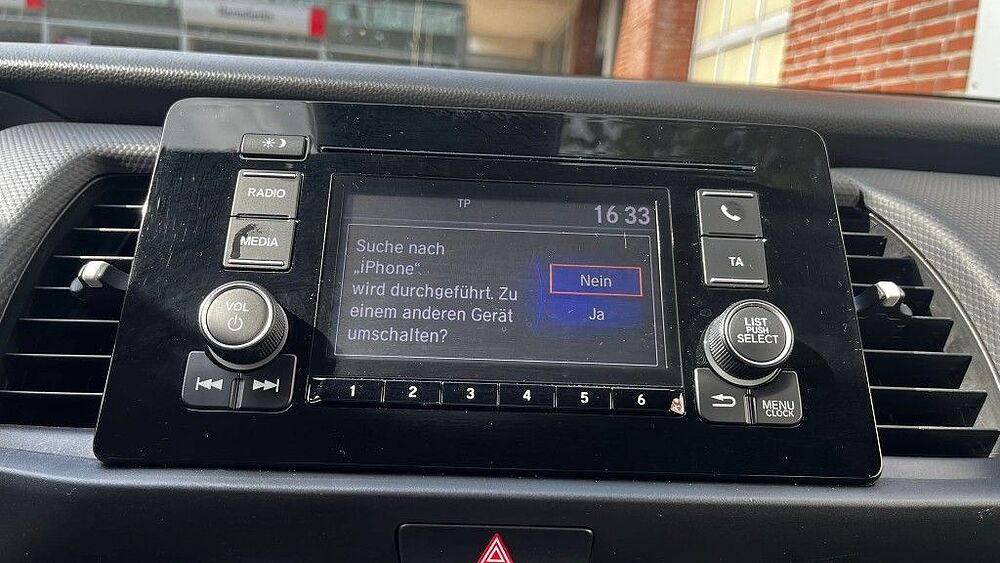 RADIO
MEDIA
VOL
TP
16 33
Suche nach
„iPhone“
wird durchgeführt. Zu
einem anderen Gerät
umschalten?
Nein
Ja
1 2 3 4 5 6
TA
LIST
PUSH
SELECT
MENU
CLOCK